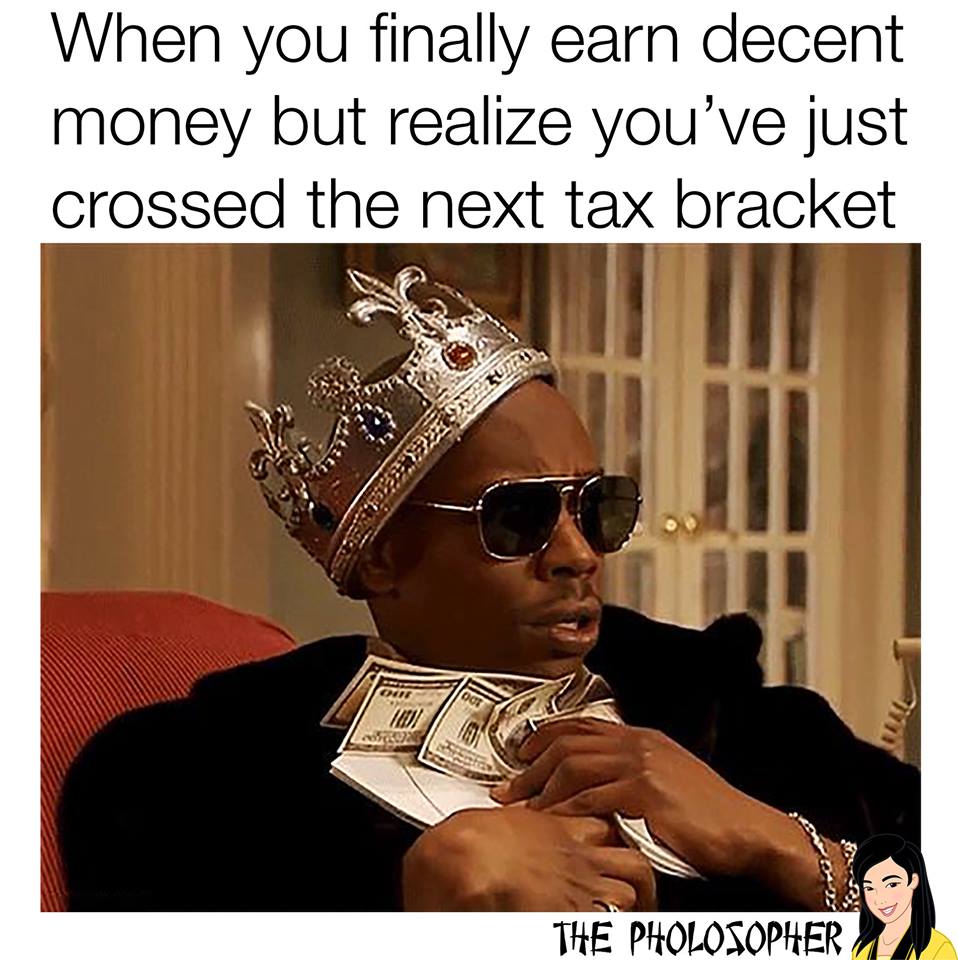 When you finally earn decent
money but realize you’ve just
crossed the next tax bracket
THE PHOLOSOPHER